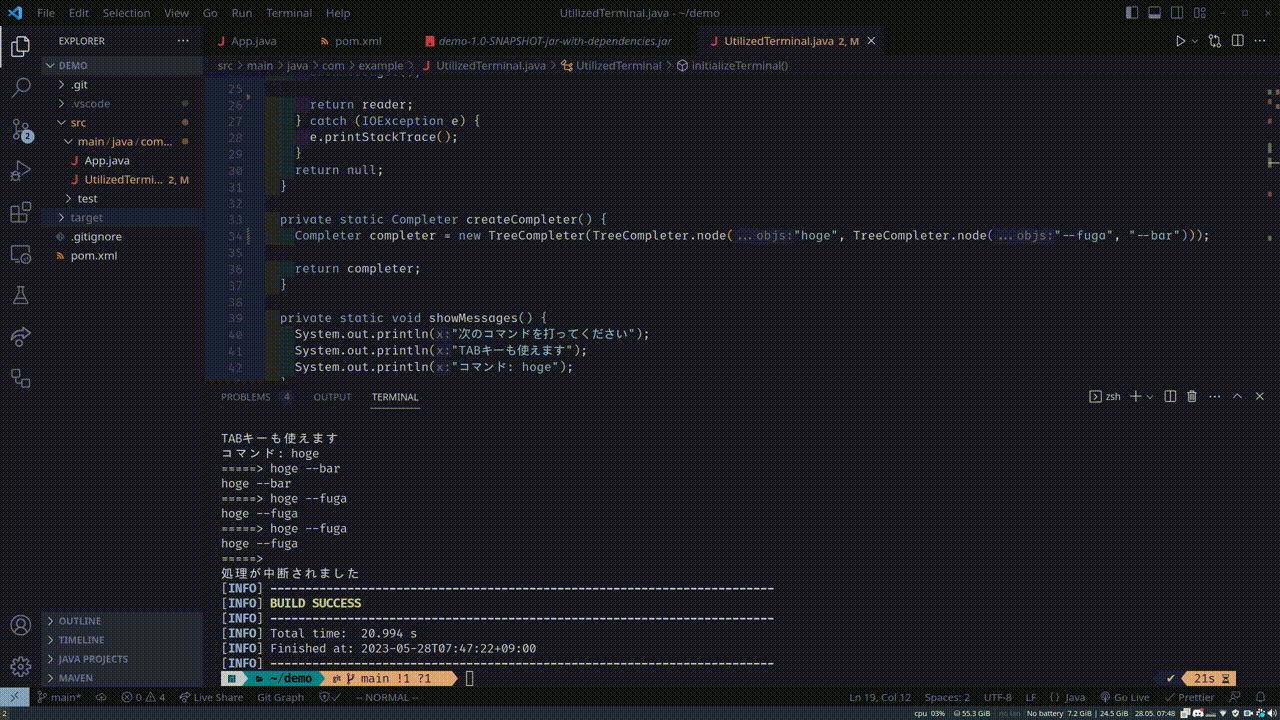 File Edit Selection View Go Run Terminal Help UtilizedTerminal.java - ~/demo
EXPLORER ··· App.java pom.xml demo-1.0-SNAPSHOT-jar-with-dependencies.jar UtilizedTerminal.java 2, M
DEMO
src > main > java > com > example > UtilizedTerminal.java > UtilizedTerminal > initializeTerminal()
.git
.vscode
src
main/java/com...
App.java
UtilizedTermi... 2, M
test
target
.gitignore
pom.xml
2
25
26 return reader;
27 } catch (IOException e) {
28 e.printStackTrace();
29 }
30 return null;
31 }
32
33 private static Completer createCompleter() {
34 Completer completer = new TreeCompleter(TreeCompleter.node(...objs:"hoge", TreeCompleter.node(...objs:"--fuga", "--bar")));
35
36 return completer;
37 }
38
39 private static void showMessages() {
40 System.out.println(x:"次のコマンドを打ってください");
41 System.out.println(x:"TABキーも使えます");
42 System.out.println(x:"コマンド: hoge");
PROBLEMS 4 OUTPUT TERMINAL zsh
TABキーも使えます
コマンド: hoge
=====> hoge --bar
hoge --bar
=====> hoge --fuga
hoge --fuga
=====> hoge --fuga
hoge --fuga
=====>
処理が中断されました
[INFO] ------------------------------------------------------------------------
[INFO] BUILD SUCCESS
[INFO] ------------------------------------------------------------------------
[INFO] Total time:  20.994 s
[INFO] Finished at: 2023-05-28T07:47:22+09:00
[INFO] ------------------------------------------------------------------------
~/demo main !1 ?1 21s
OUTLINE
TIMELINE
JAVA PROJECTS
MAVEN
main* 0 4 Live Share Git Graph -- NORMAL -- Ln 19, Col 12 Spaces: 2 UTF-8 LF {} Java Go Live Prettier
2 cpu 03% 55.3 GiB No battery 7.2 GiB | 24.5 GiB 28.05. 07:48